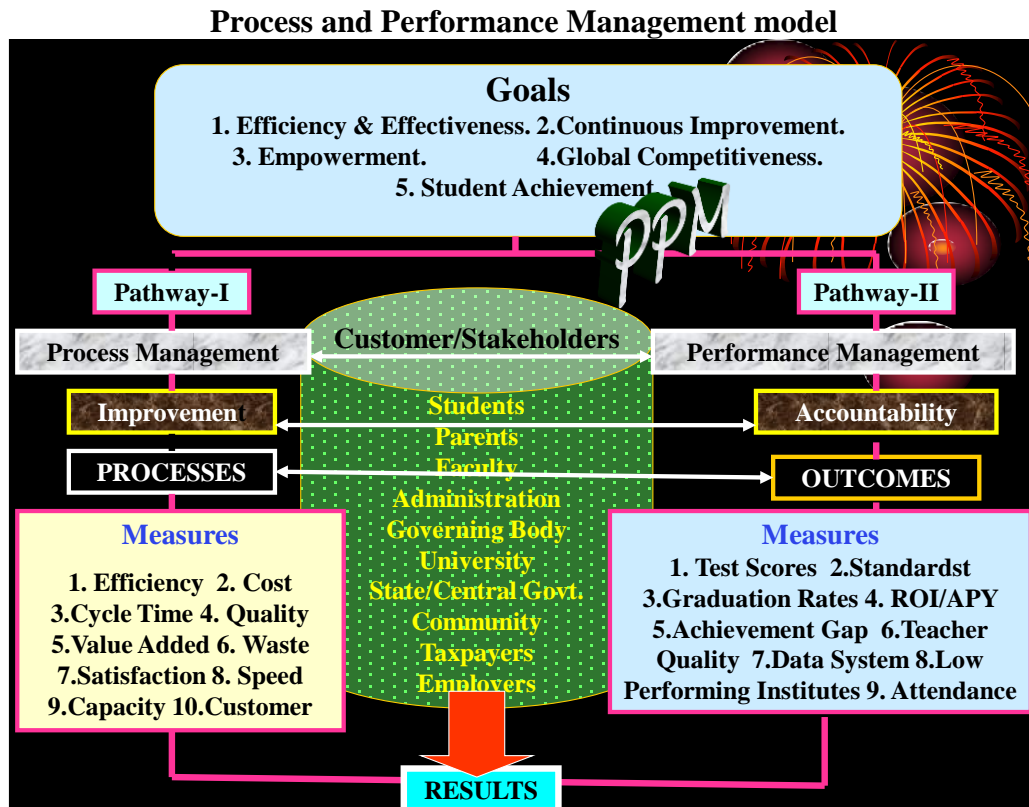 Process and Performance Management model
Goals
1. Efficiency & Effectiveness. 2.Continuous Improvement.
3. Empowerment. 4.Global Competitiveness.
5. Student Achievement
PPM
Pathway-I
Pathway-II
Process Management
Customer/Stakeholders
Performance Management
Improvement
Accountability
PROCESSES
OUTCOMES
Students
Parents
Faculty
Administration
Governing Body
University
State/Central Govt.
Community
Taxpayers
Employers
Measures
1. Efficiency 2. Cost
3.Cycle Time 4. Quality
5.Value Added 6. Waste
7.Satisfaction 8. Speed
9.Capacity 10.Customer
Measures
1. Test Scores 2.Standardst
3.Graduation Rates 4. ROI/APY
5.Achievement Gap 6.Teacher
Quality 7.Data System 8.Low
Performing Institutes 9. Attendance
RESULTS